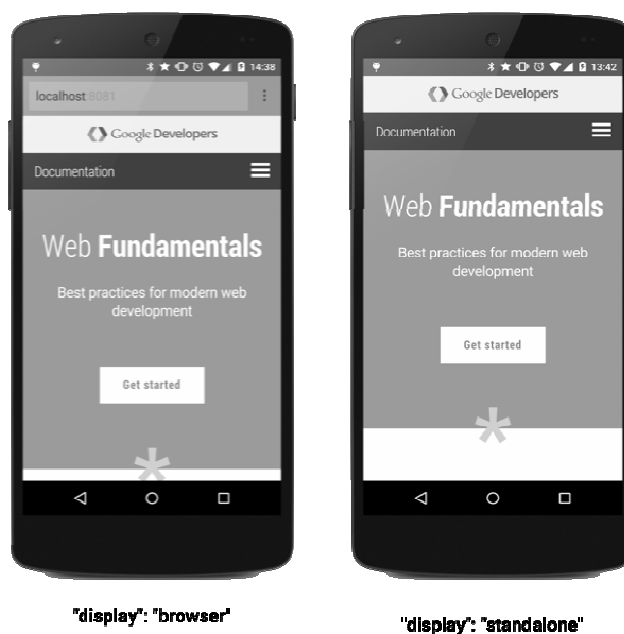 14:38
localhost:8081
Google Developers
Documentation
Web Fundamentals
Best practices for modern web
development
Get started
*
"display": "browser"
13:42
Google Developers
Documentation
Web Fundamentals
Best practices for modern web
development
Get started
*
"display": "standalone"